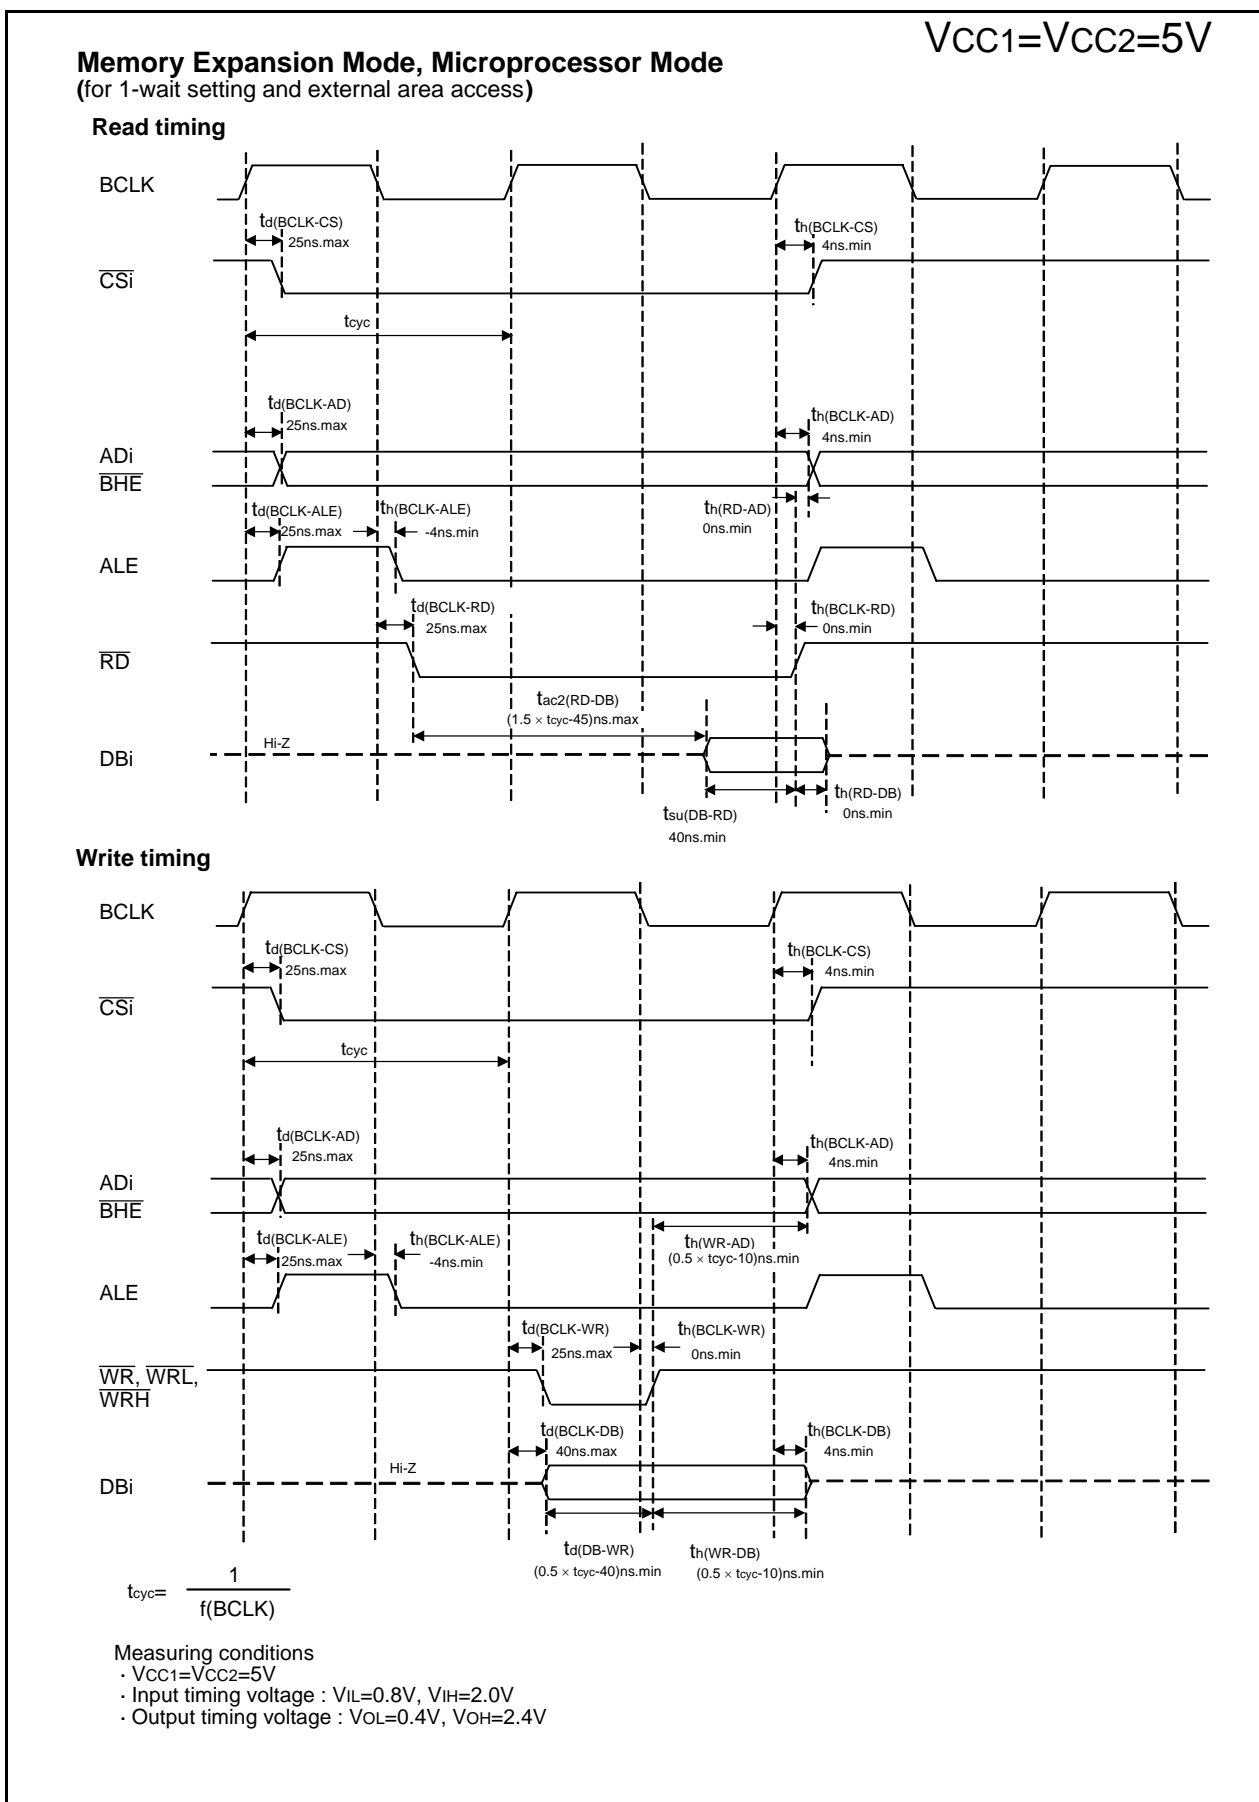 VCC1=VCC2=5V
Memory Expansion Mode, Microprocessor Mode
(for 1-wait setting and external area access)
Read timing
BCLK
td(BCLK-CS)
25ns.max
th(BCLK-CS)
4ns.min
CSi
tcyc
td(BCLK-AD)
25ns.max
th(BCLK-AD)
4ns.min
ADi
BHE
td(BCLK-ALE)
25ns.max
th(BCLK-ALE)
-4ns.min
th(RD-AD)
0ns.min
ALE
td(BCLK-RD)
25ns.max
th(BCLK-RD)
0ns.min
RD
tac2(RD-DB)
(1.5 × tcyc-45)ns.max
Hi-Z
DBi
tsu(DB-RD)
40ns.min
th(RD-DB)
0ns.min
Write timing
BCLK
td(BCLK-CS)
25ns.max
th(BCLK-CS)
4ns.min
CSi
tcyc
td(BCLK-AD)
25ns.max
th(BCLK-AD)
4ns.min
ADi
BHE
td(BCLK-ALE)
25ns.max
th(BCLK-ALE)
-4ns.min
th(WR-AD)
(0.5 × tcyc-10)ns.min
ALE
td(BCLK-WR)
25ns.max
th(BCLK-WR)
0ns.min
WR, WRL,
WRH
td(BCLK-DB)
40ns.max
th(BCLK-DB)
4ns.min
Hi-Z
DBi
td(DB-WR)
(0.5 × tcyc-40)ns.min
th(WR-DB)
(0.5 × tcyc-10)ns.min
tcyc= 1
f(BCLK)
Measuring conditions
· VCC1=VCC2=5V
· Input timing voltage : VIL=0.8V, VIH=2.0V
· Output timing voltage : VOL=0.4V, VOH=2.4V